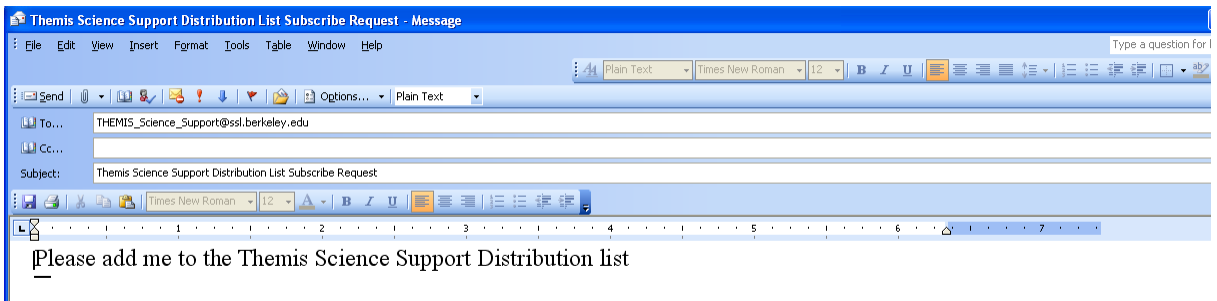 Themis Science Support Distribution List Subscribe Request - Message
File Edit View Insert Format Tools Table Window Help
Type a question for
Plain Text Times New Roman 12 B I U
Send Options... Plain Text
To... THEMIS_Science_Support@ssl.berkeley.edu
Cc...
Subject: Themis Science Support Distribution List Subscribe Request
Times New Roman 12 A B I U
1 2 3 4 5 6 7
Please add me to the Themis Science Support Distribution list